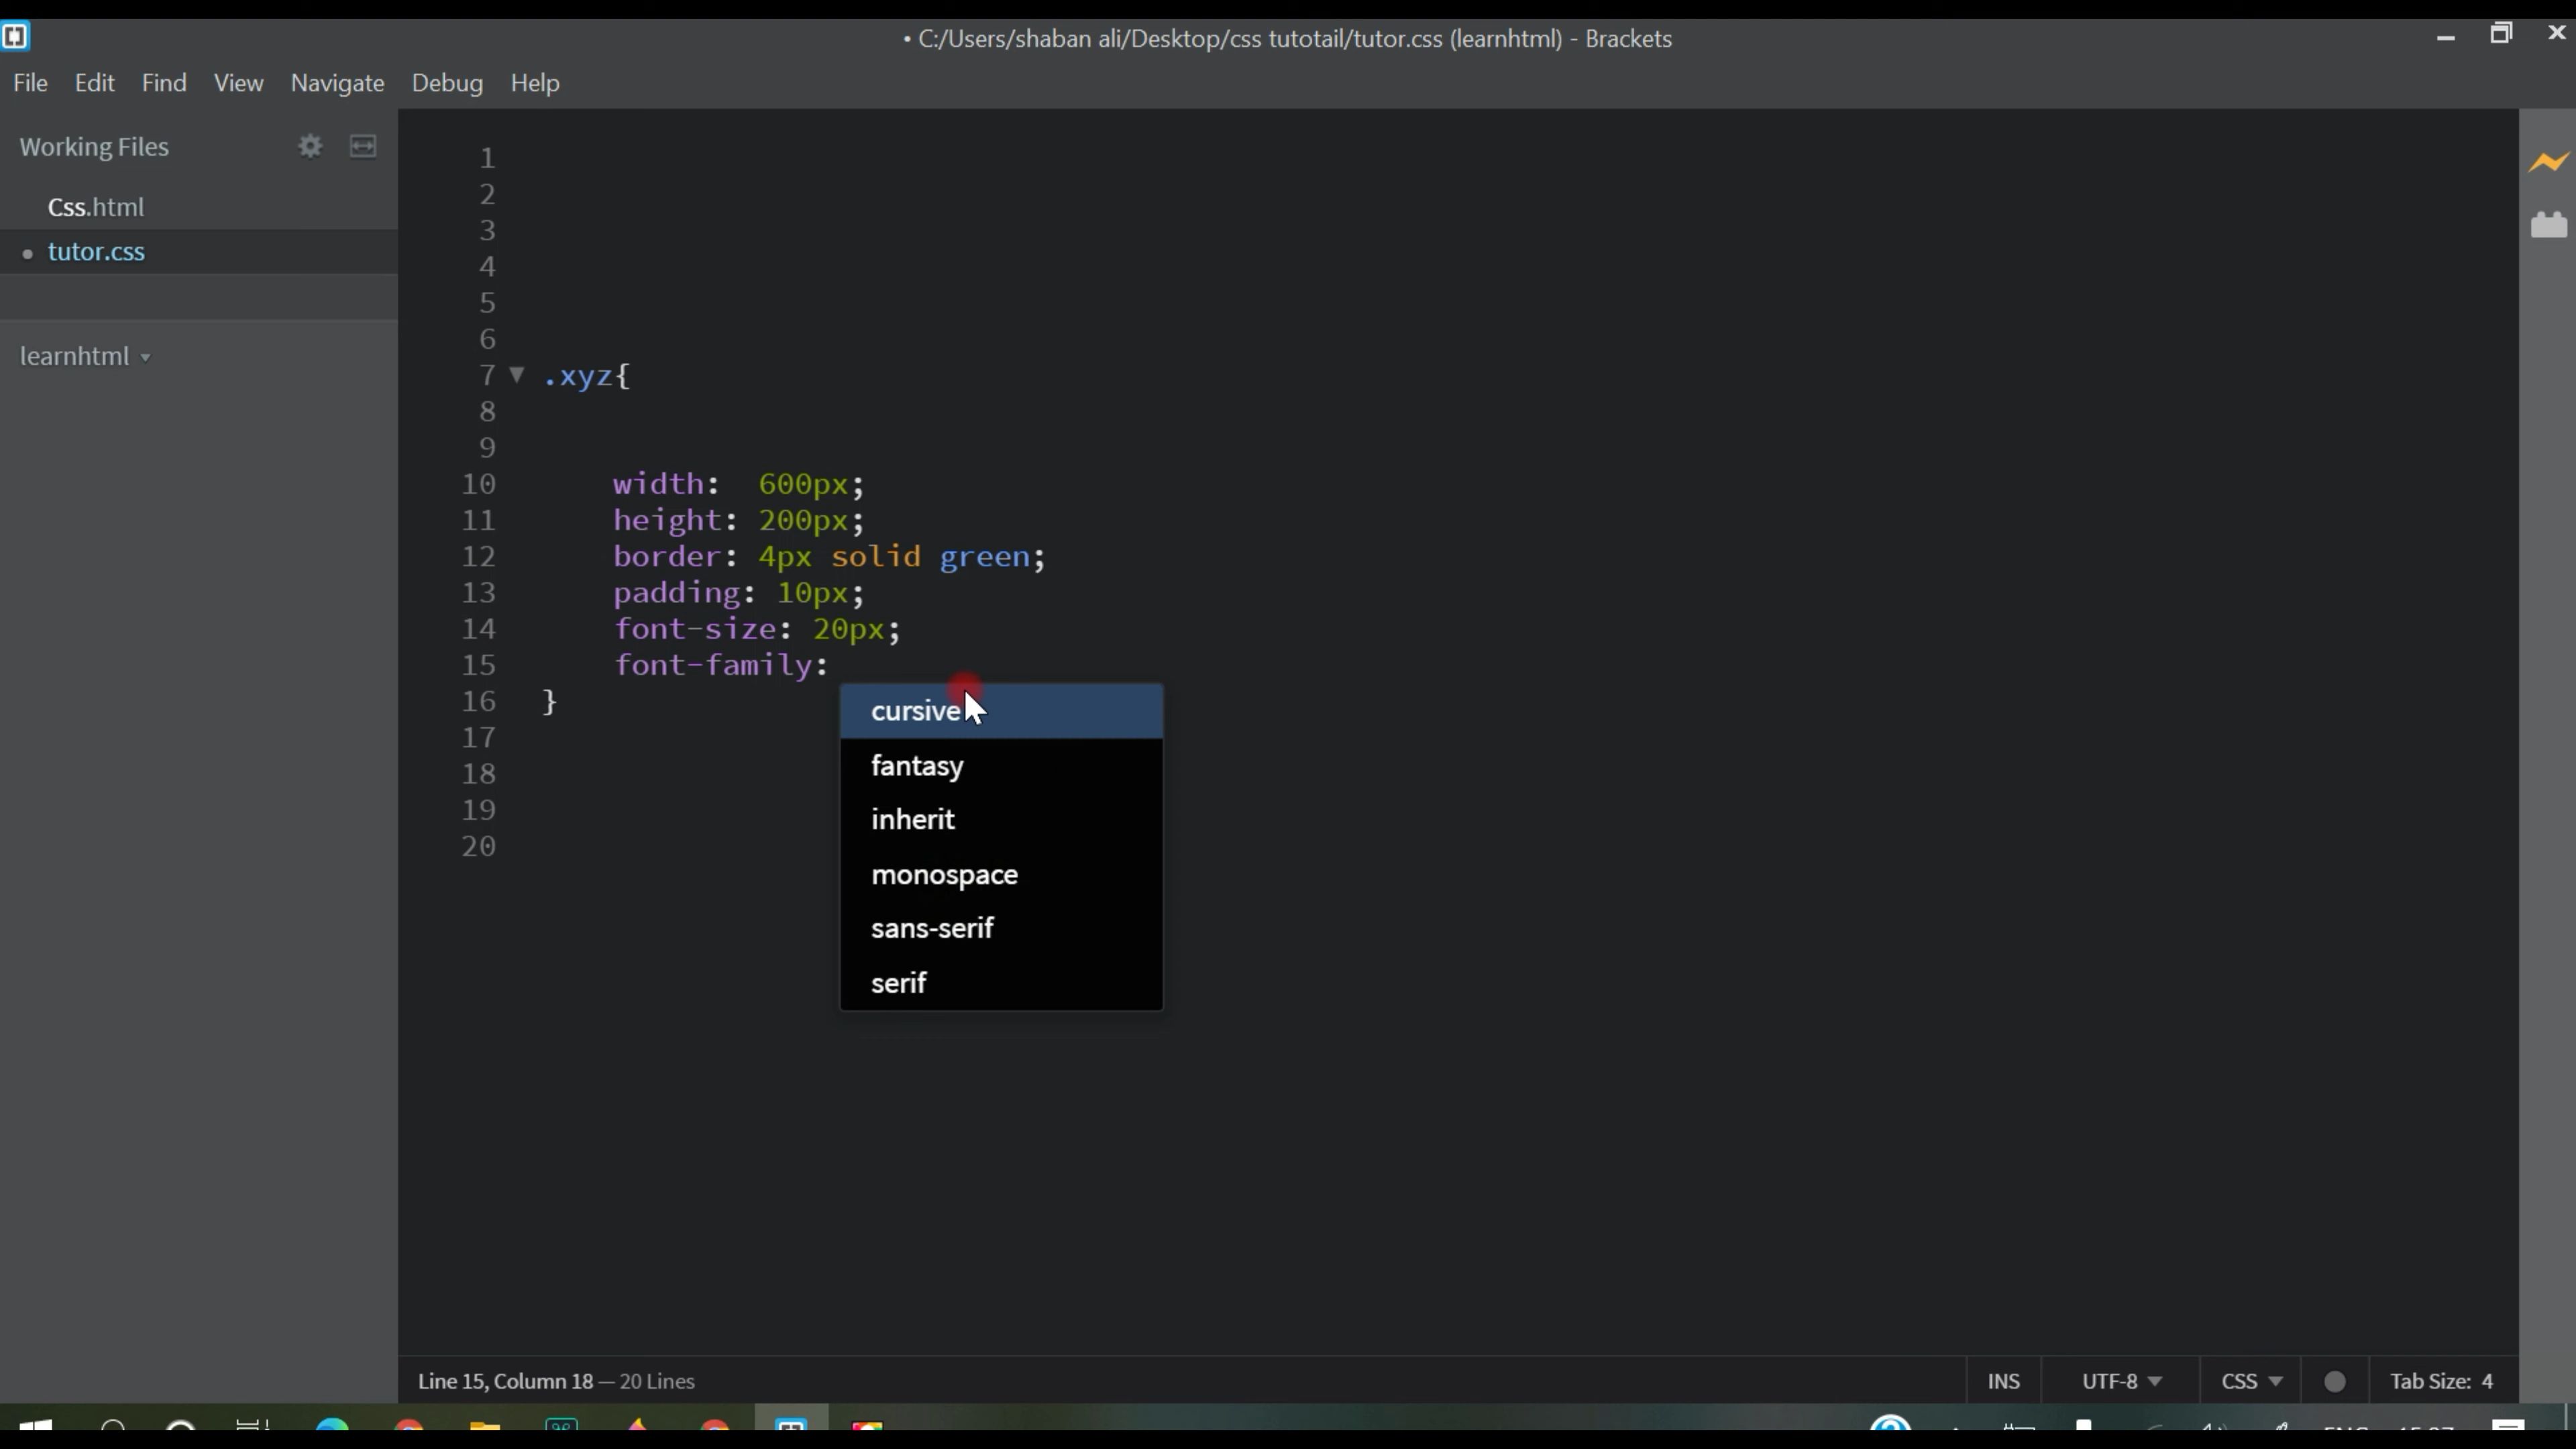 • C:/Users/shaban ali/Desktop/css tutotail/tutor.css (learnhtml) - Brackets
File Edit Find View Navigate Debug Help
Working Files
Css.html
• tutor.css
learnhtml
1
2
3
4
5
6
7 .xyz{
8
9
10 width: 600px;
11 height: 200px;
12 border: 4px solid green;
13 padding: 10px;
14 font-size: 20px;
15 font-family:
16 }
17
18
19
20
cursive
fantasy
inherit
monospace
sans-serif
serif
Line 15, Column 18 — 20 Lines
INS UTF-8 CSS Tab Size: 4